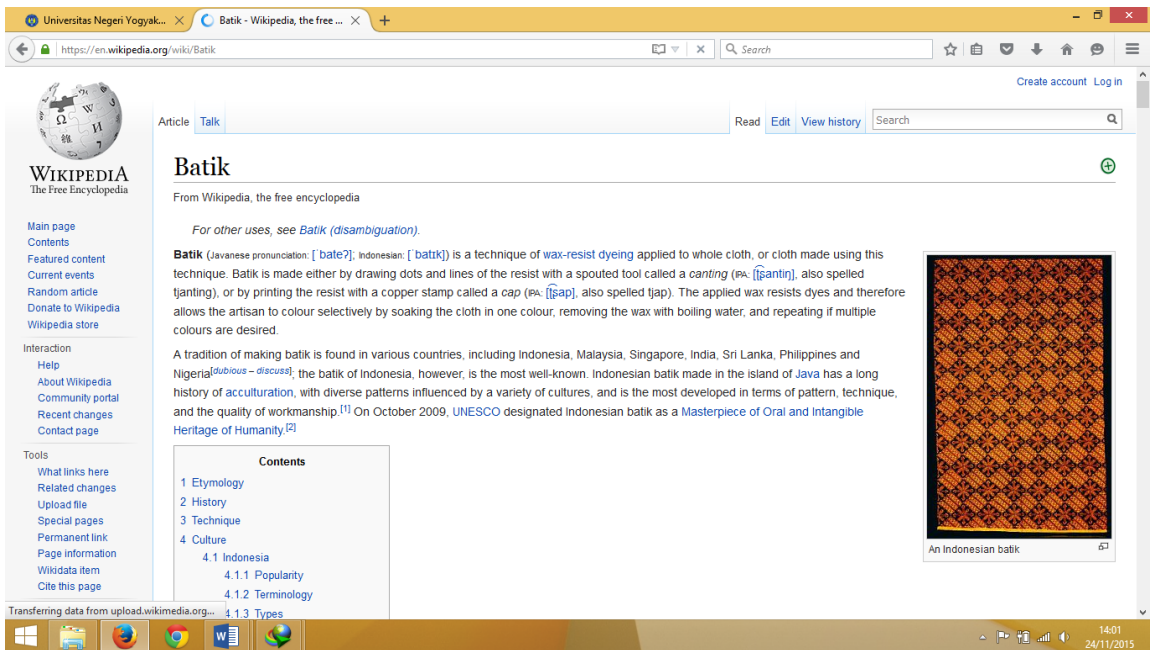 Universitas Negeri Yogyak...
Batik - Wikipedia, the free ...
https://en.wikipedia.org/wiki/Batik
Search
Create account Log in
Article Talk
Read Edit View history Search
WIKIPEDIA
The Free Encyclopedia
Batik
From Wikipedia, the free encyclopedia
For other uses, see Batik (disambiguation).
Batik (Javanese pronunciation: [ˈbateʔ]; Indonesian: [ˈbatɪk]) is a technique of wax-resist dyeing applied to whole cloth, or cloth made using this
technique. Batik is made either by drawing dots and lines of the resist with a spouted tool called a canting (IPA: [t͡ʂantiŋ], also spelled
tjanting), or by printing the resist with a copper stamp called a cap (IPA: [t͡ʂap], also spelled tjap). The applied wax resists dyes and therefore
allows the artisan to colour selectively by soaking the cloth in one colour, removing the wax with boiling water, and repeating if multiple
colours are desired.
A tradition of making batik is found in various countries, including Indonesia, Malaysia, Singapore, India, Sri Lanka, Philippines and
Nigeria[dubious – discuss]; the batik of Indonesia, however, is the most well-known. Indonesian batik made in the island of Java has a long
history of acculturation, with diverse patterns influenced by a variety of cultures, and is the most developed in terms of pattern, technique,
and the quality of workmanship.[1] On October 2009, UNESCO designated Indonesian batik as a Masterpiece of Oral and Intangible
Heritage of Humanity.[2]
An Indonesian batik
Contents
1 Etymology
2 History
3 Technique
4 Culture
4.1 Indonesia
4.1.1 Popularity
4.1.2 Terminology
4.1.3 Types
Main page
Contents
Featured content
Current events
Random article
Donate to Wikipedia
Wikipedia store
Interaction
Help
About Wikipedia
Community portal
Recent changes
Contact page
Tools
What links here
Related changes
Upload file
Special pages
Permanent link
Page information
Wikidata item
Cite this page
Transferring data from upload.wikimedia.org...
14:01
24/11/2015